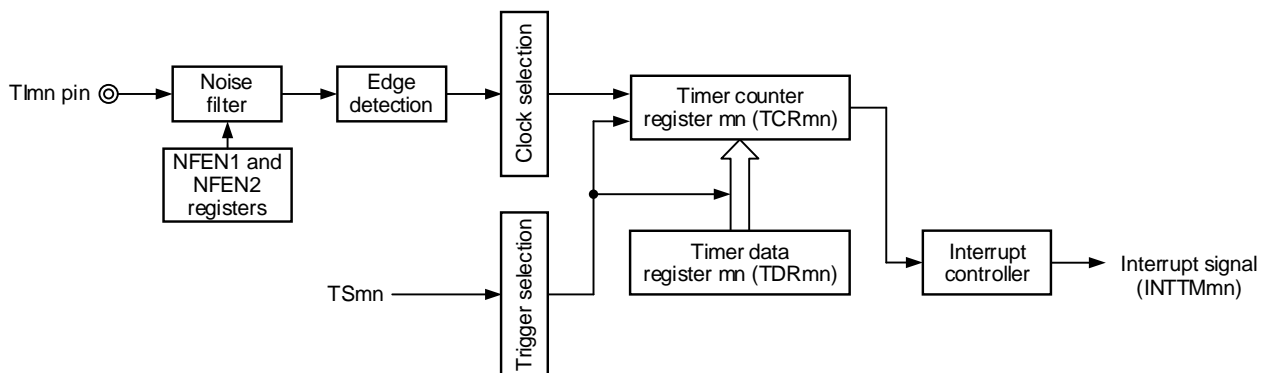 TImn pin
Noise
filter
NFEN1 and
NFEN2
registers
Edge
detection
Clock selection
Timer counter
register mn (TCRmn)
TSmn
Trigger selection
Timer data
register mn (TDRmn)
Interrupt
controller
Interrupt signal
(INTTMmn)